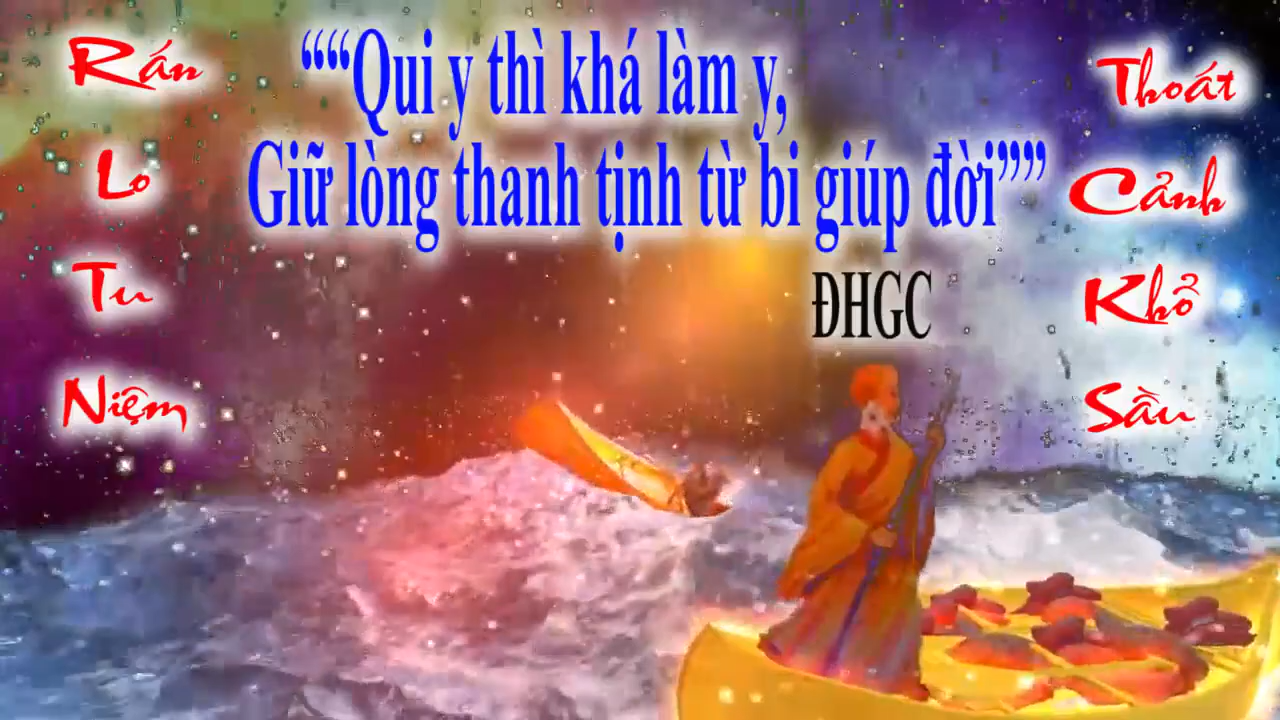 ““Qui y thì khá làm y,
Giữ lòng thanh tịnh từ bi giúp đời””
ĐHGC
Rán
Lo
Tu
Niệm
Thoát
Cảnh
Khổ
Sầu